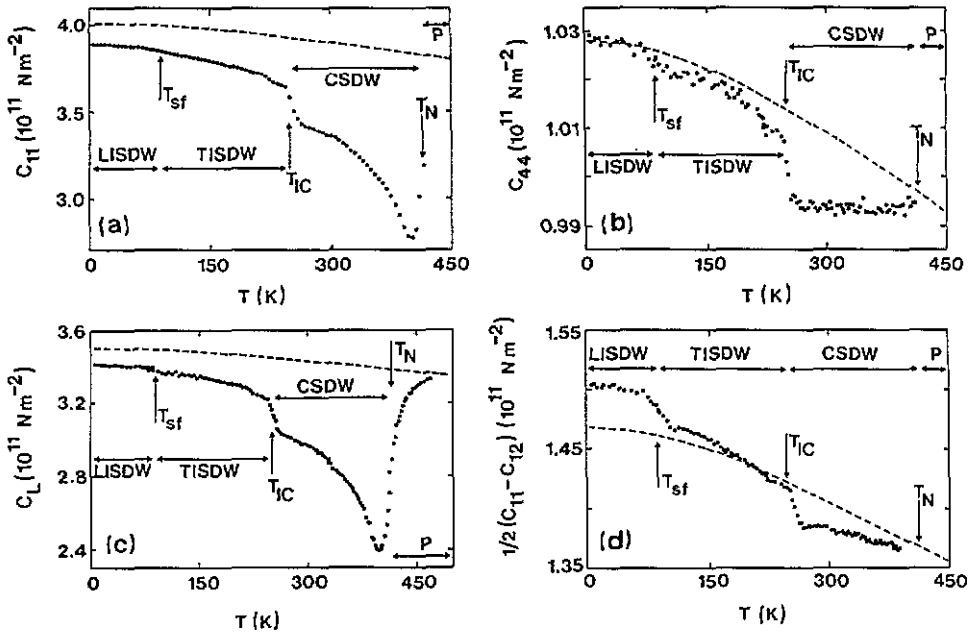 (a)
4.0
3.5
3.0
C11 (10^11 Nm^-2)
P
CSDW
TN
Tsf
LISDW
TISDW
TIC
0
150
300
450
T (K)
(b)
1.03
1.01
0.99
C44 (10^11 Nm^-2)
CSDW
P
TIC
Tsf
LISDW
TISDW
TN
0
150
300
450
T (K)
(c)
3.6
3.2
2.8
2.4
CL (10^11 Nm^-2)
TN
CSDW
Tsf
LISDW
TISDW
TIC
P
0
150
300
450
T (K)
(d)
1.55
1.45
1.35
1/2 (C11-C12) (10^11 Nm^-2)
LISDW
TISDW
CSDW
P
TIC
Tsf
TN
0
150
300
450
T (K)